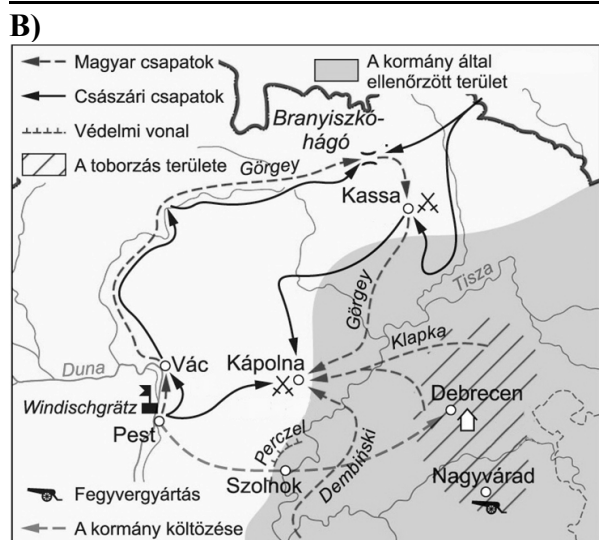 B)
Magyar csapatok
Császári csapatok
Védelmi vonal
A toborzás területe
A kormány által
ellenőrzött terület
Branyiszkó-
hágó
Görgey
Kassa
Tisza
Görgey
Klapka
Duna
Vác
Kápolna
Windischgrätz
Debrecen
Pest
Perczel
Dembiński
Szolnok
Nagyvárad
Fegyvergyártás
A kormány költözése